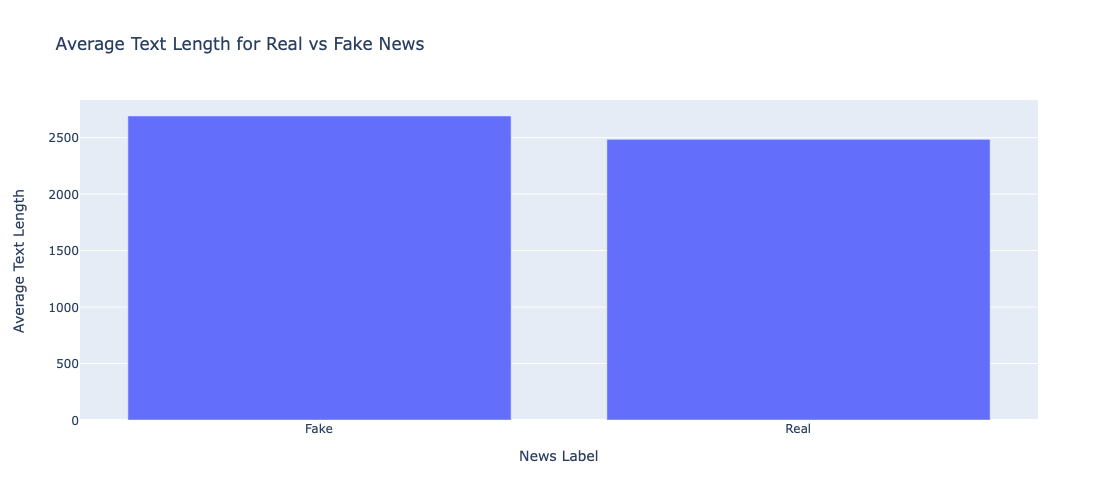 Average Text Length for Real vs Fake News
Average Text Length
2500
2000
1500
1000
500
0
Fake
Real
News Label